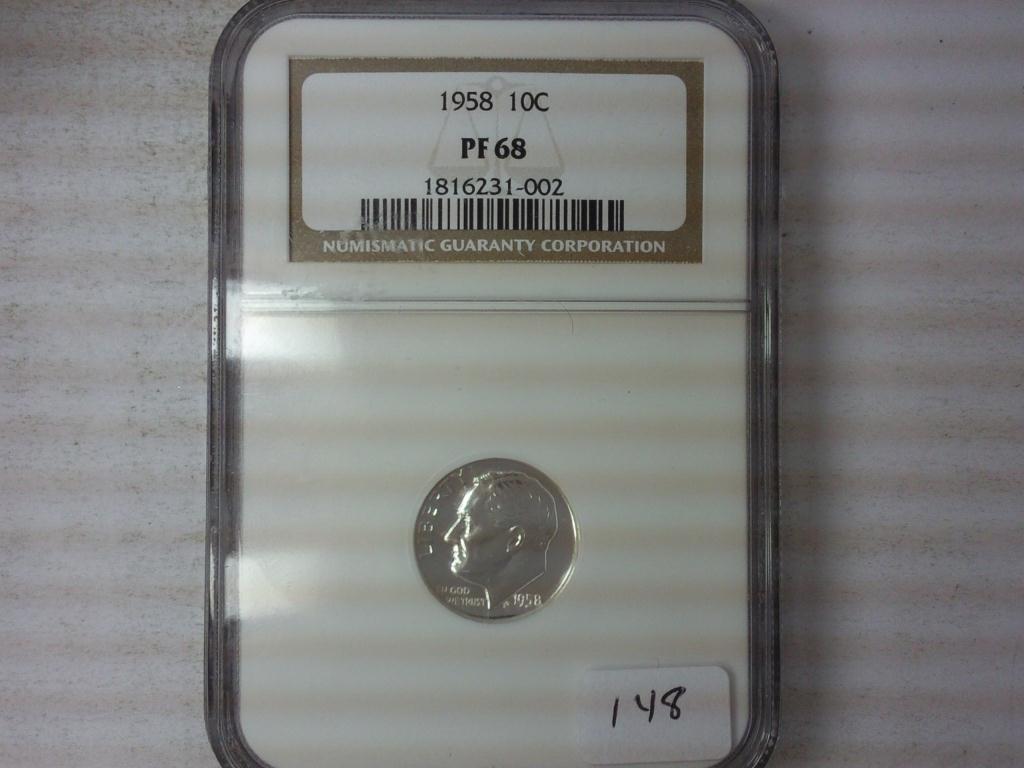 1958 10C
PF 68
1816231-002
NUMISMATIC GUARANTY CORPORATION
LIBERTY
IN GOD
WE TRUST
1958
148